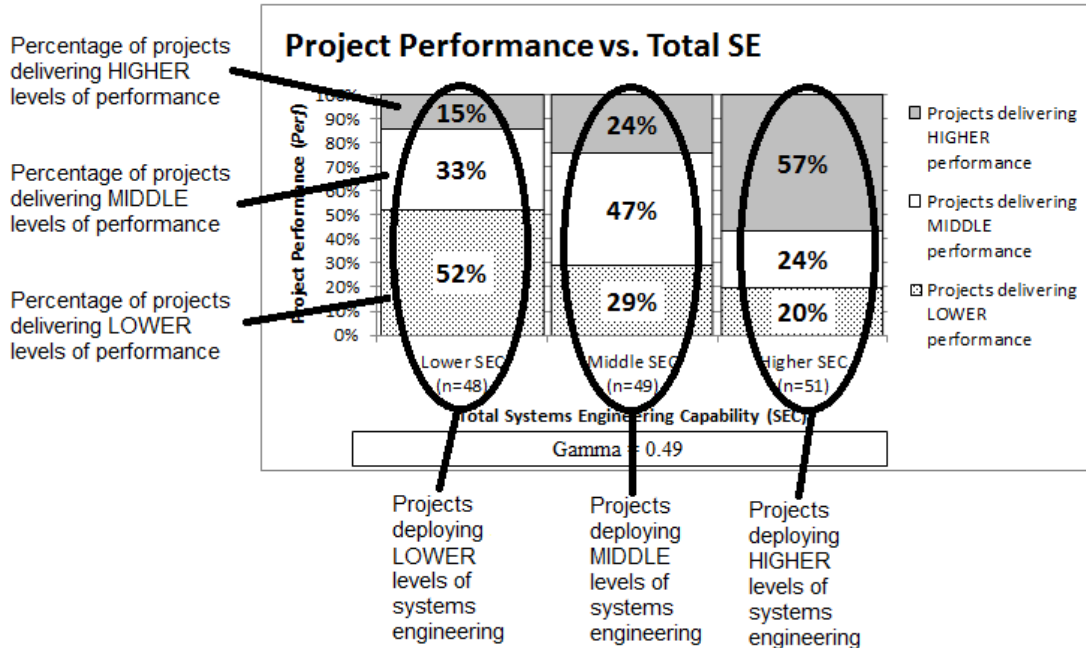 Project Performance vs. Total SE
Percentage of projects
delivering HIGHER
levels of performance
Percentage of projects
delivering MIDDLE
levels of performance
Percentage of projects
delivering LOWER
levels of performance
Project Performance (Perf)
100%
90%
80%
70%
60%
50%
40%
30%
20%
10%
0%
15%
33%
52%
24%
47%
29%
57%
24%
20%
Projects delivering
HIGHER
performance
Projects delivering
MIDDLE
performance
Projects delivering
LOWER
performance
Lower SEC
(n=48)
Middle SEC
(n=49)
Higher SEC
(n=51)
Total Systems Engineering Capability (SEC)
Gamma = 0.49
Projects
deploying
LOWER
levels of
systems
engineering
Projects
deploying
MIDDLE
levels of
systems
engineering
Projects
deploying
HIGHER
levels of
systems
engineering